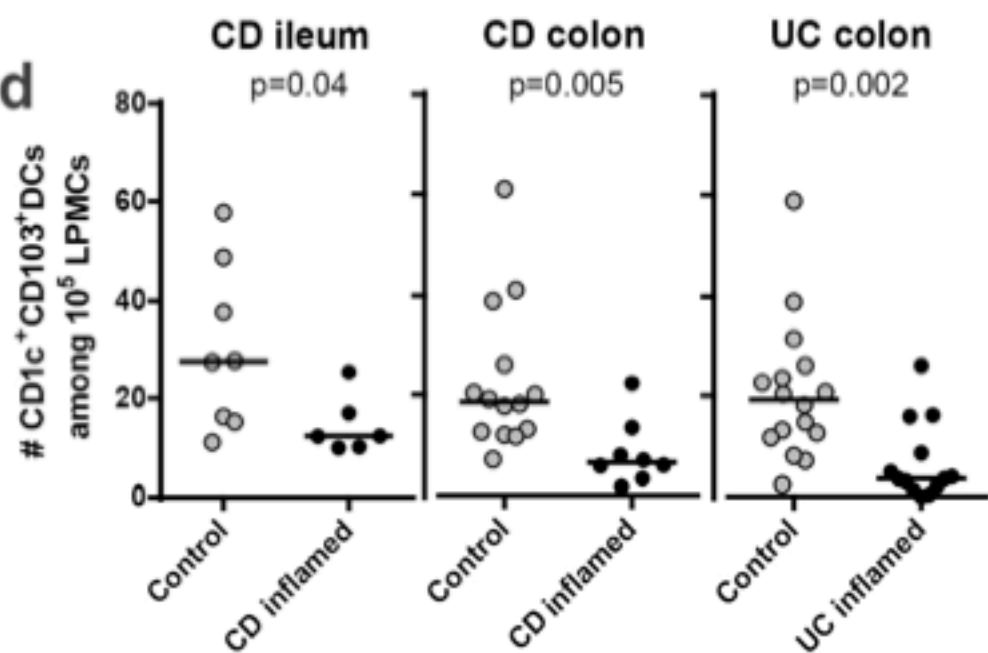 d
CD ileum
CD colon
UC colon
p=0.04
p=0.005
p=0.002
# CD1c⁺CD103⁺DCs
among 10⁵ LPMCs
80
60
40
20
0
Control
CD inflamed
Control
CD inflamed
Control
UC inflamed